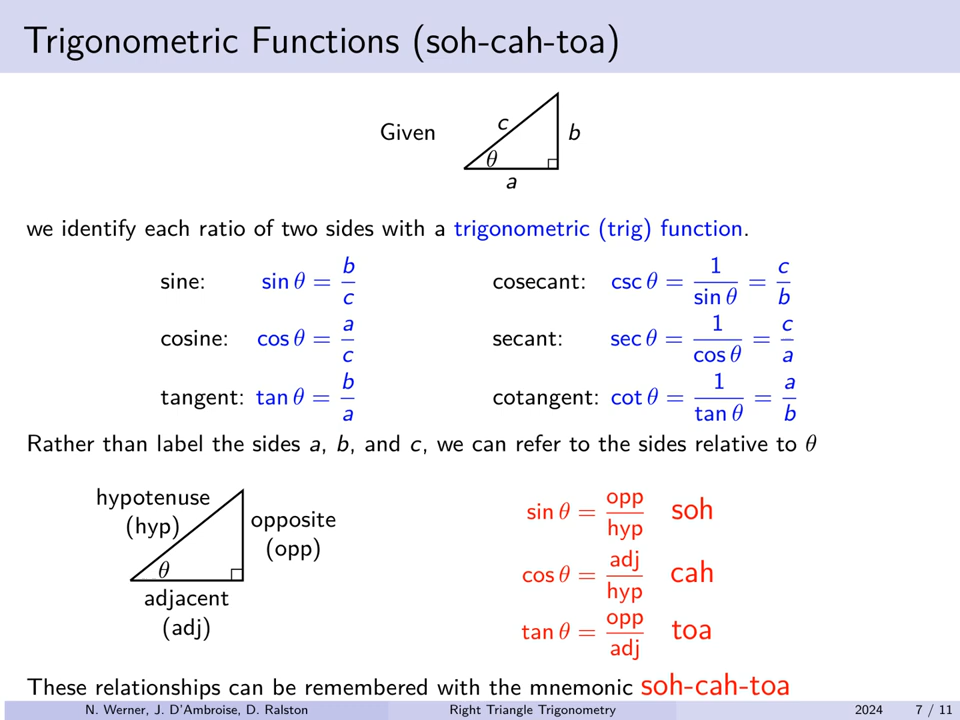 Trigonometric Functions (soh-cah-toa)
Given
c
b
θ
a
we identify each ratio of two sides with a trigonometric (trig) function.
sine: sin θ = b/c cosecant: csc θ = 1/sin θ = c/b
cosine: cos θ = a/c secant: sec θ = 1/cos θ = c/a
tangent: tan θ = b/a cotangent: cot θ = 1/tan θ = a/b
Rather than label the sides a, b, and c, we can refer to the sides relative to θ
hypotenuse
(hyp)
opposite
(opp)
θ
adjacent
(adj)
sin θ = opp/hyp soh
cos θ = adj/hyp cah
tan θ = opp/adj toa
These relationships can be remembered with the mnemonic soh-cah-toa
N. Werner, J. D'Ambroise, D. Ralston Right Triangle Trigonometry 2024 7 / 11